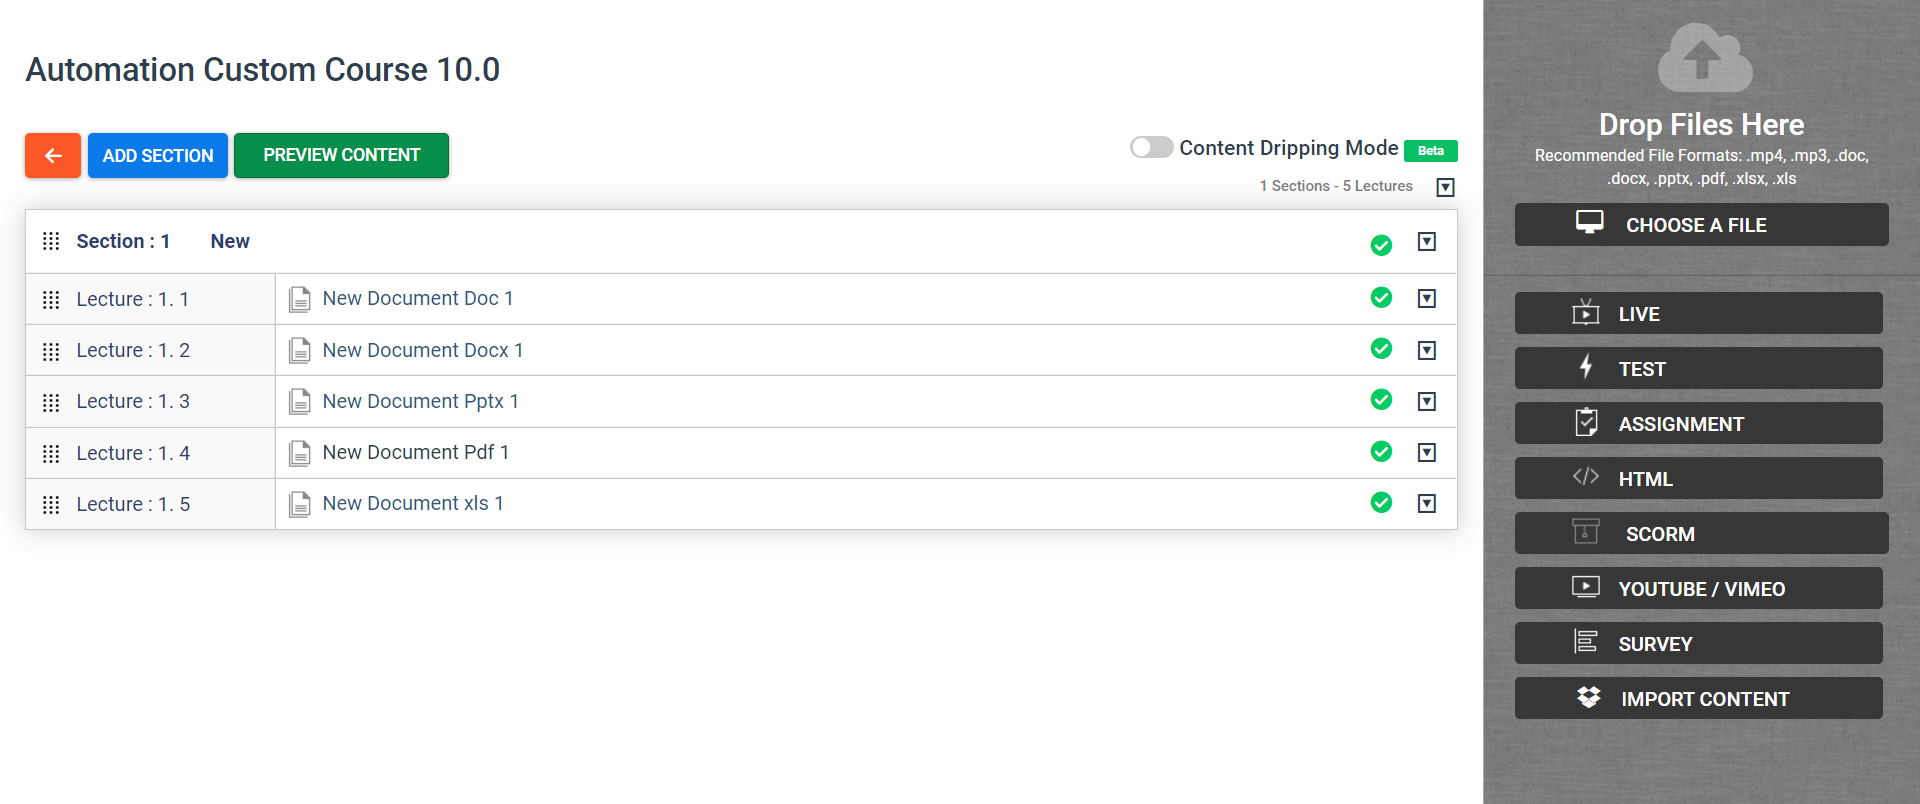 Automation Custom Course 10.0
ADD SECTION
PREVIEW CONTENT
Content Dripping Mode Beta
1 Sections - 5 Lectures
Section : 1 New
Lecture : 1. 1 New Document Doc 1
Lecture : 1. 2 New Document Docx 1
Lecture : 1. 3 New Document Pptx 1
Lecture : 1. 4 New Document Pdf 1
Lecture : 1. 5 New Document xls 1
Drop Files Here
Recommended File Formats: .mp4, .mp3, .doc,
.docx, .pptx, .pdf, .xlsx, .xls
CHOOSE A FILE
LIVE
TEST
ASSIGNMENT
HTML
SCORM
YOUTUBE / VIMEO
SURVEY
IMPORT CONTENT